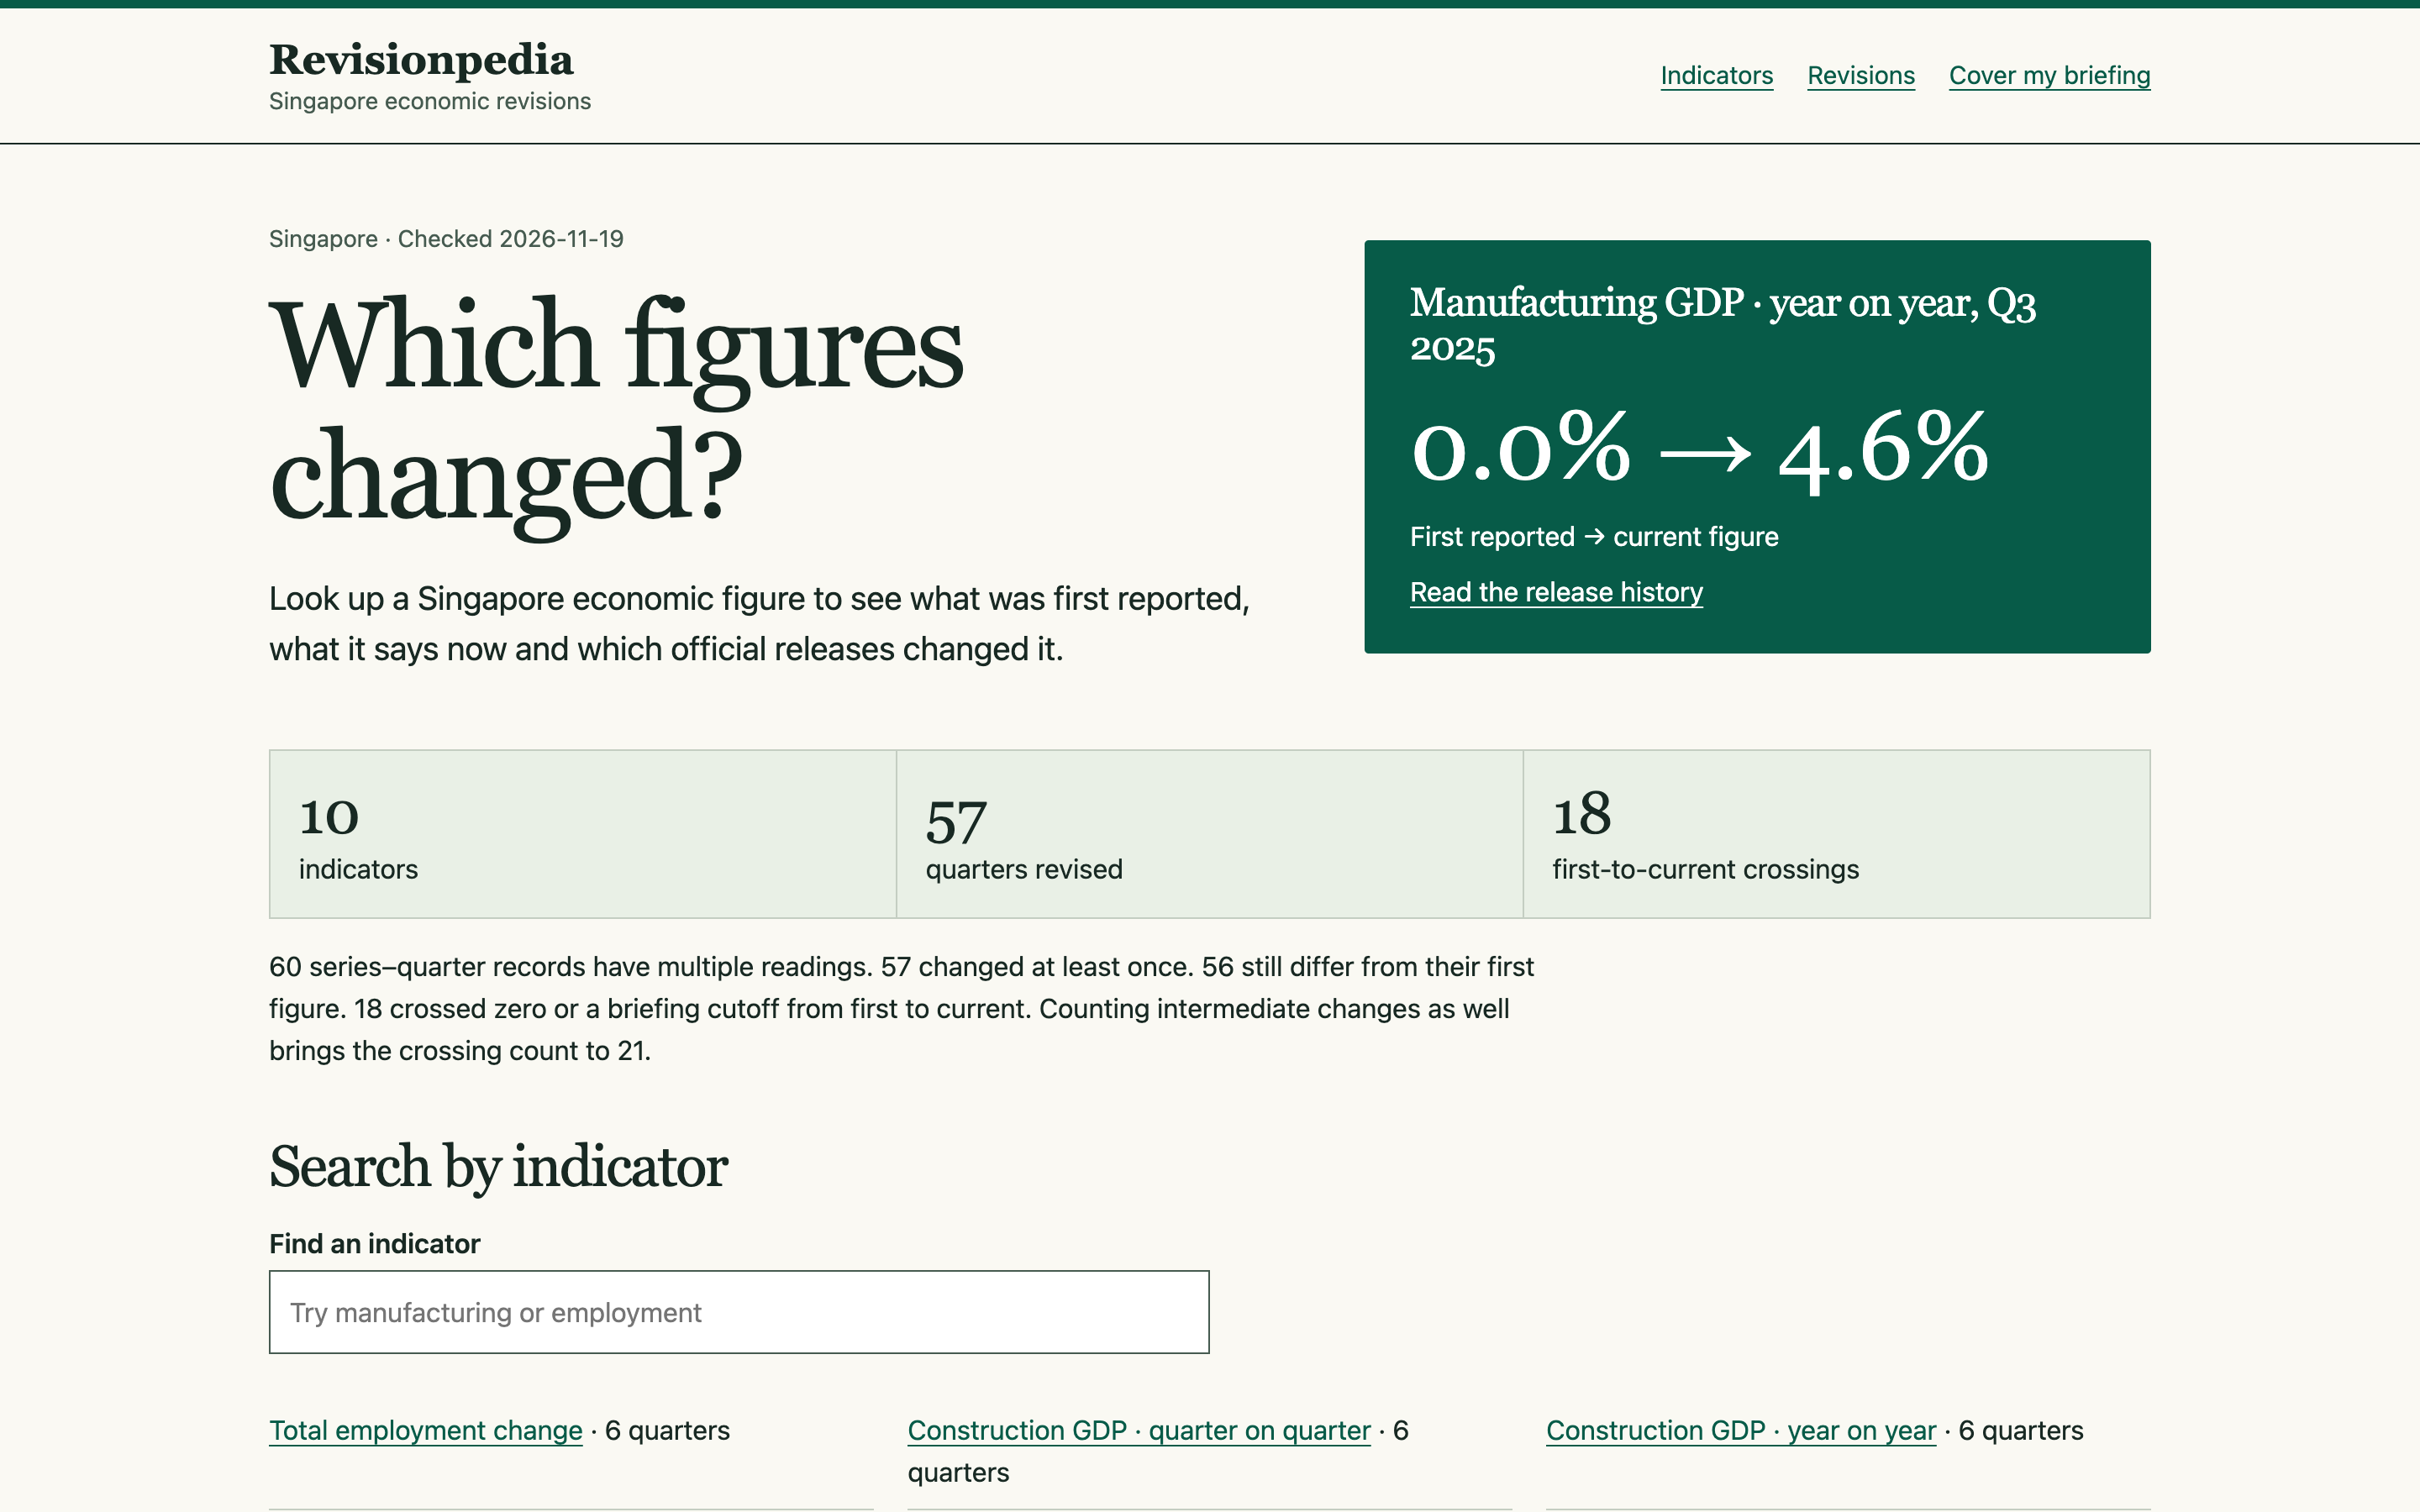 Revisionpedia
Singapore economic revisions
Indicators
Revisions
Cover my briefing
Singapore · Checked 2026-11-19
Which figures
changed?
Look up a Singapore economic figure to see what was first reported,
what it says now and which official releases changed it.
Manufacturing GDP · year on year, Q3
2025
0.0% → 4.6%
First reported → current figure
Read the release history
10
indicators
57
quarters revised
18
first-to-current crossings
60 series–quarter records have multiple readings. 57 changed at least once. 56 still differ from their first
figure. 18 crossed zero or a briefing cutoff from first to current. Counting intermediate changes as well
brings the crossing count to 21.
Search by indicator
Find an indicator
Try manufacturing or employment
Total employment change · 6 quarters
Construction GDP · quarter on quarter · 6
quarters
Construction GDP · year on year · 6 quarters